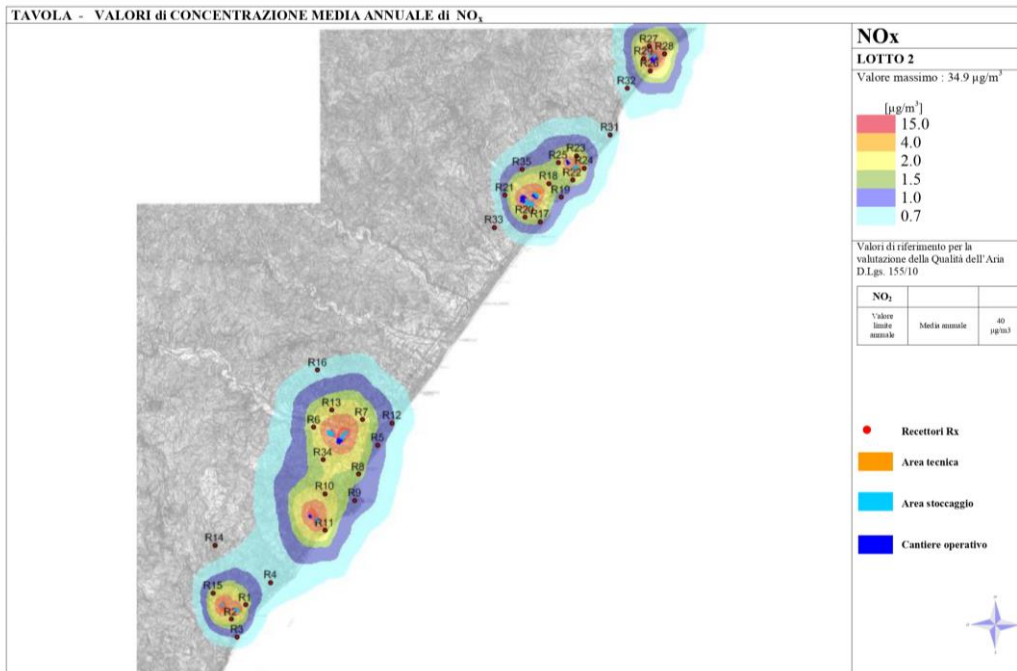 TAVOLA - VALORI di CONCENTRAZIONE MEDIA ANNUALE di NOx
NOx
LOTTO 2
Valore massimo : 34.9 µg/m³
[µg/m³]
15.0
4.0
2.0
1.5
1.0
0.7
Valori di riferimento per la
valutazione della Qualità dell'Aria
D.Lgs. 155/10
NO₂
Valore
limite
annuale
Media annuale
40
µg/m3
Recettori Rx
Area tecnica
Area stoccaggio
Cantiere operativo
R27
R28
R29
R26
R32
R31
R23
R25
R24
R35
R22
R18
R21
R19
R20
R17
R33
R16
R13
R7
R12
R6
R5
R34
R8
R10
R9
R11
R14
R4
R15
R1
R2
R3